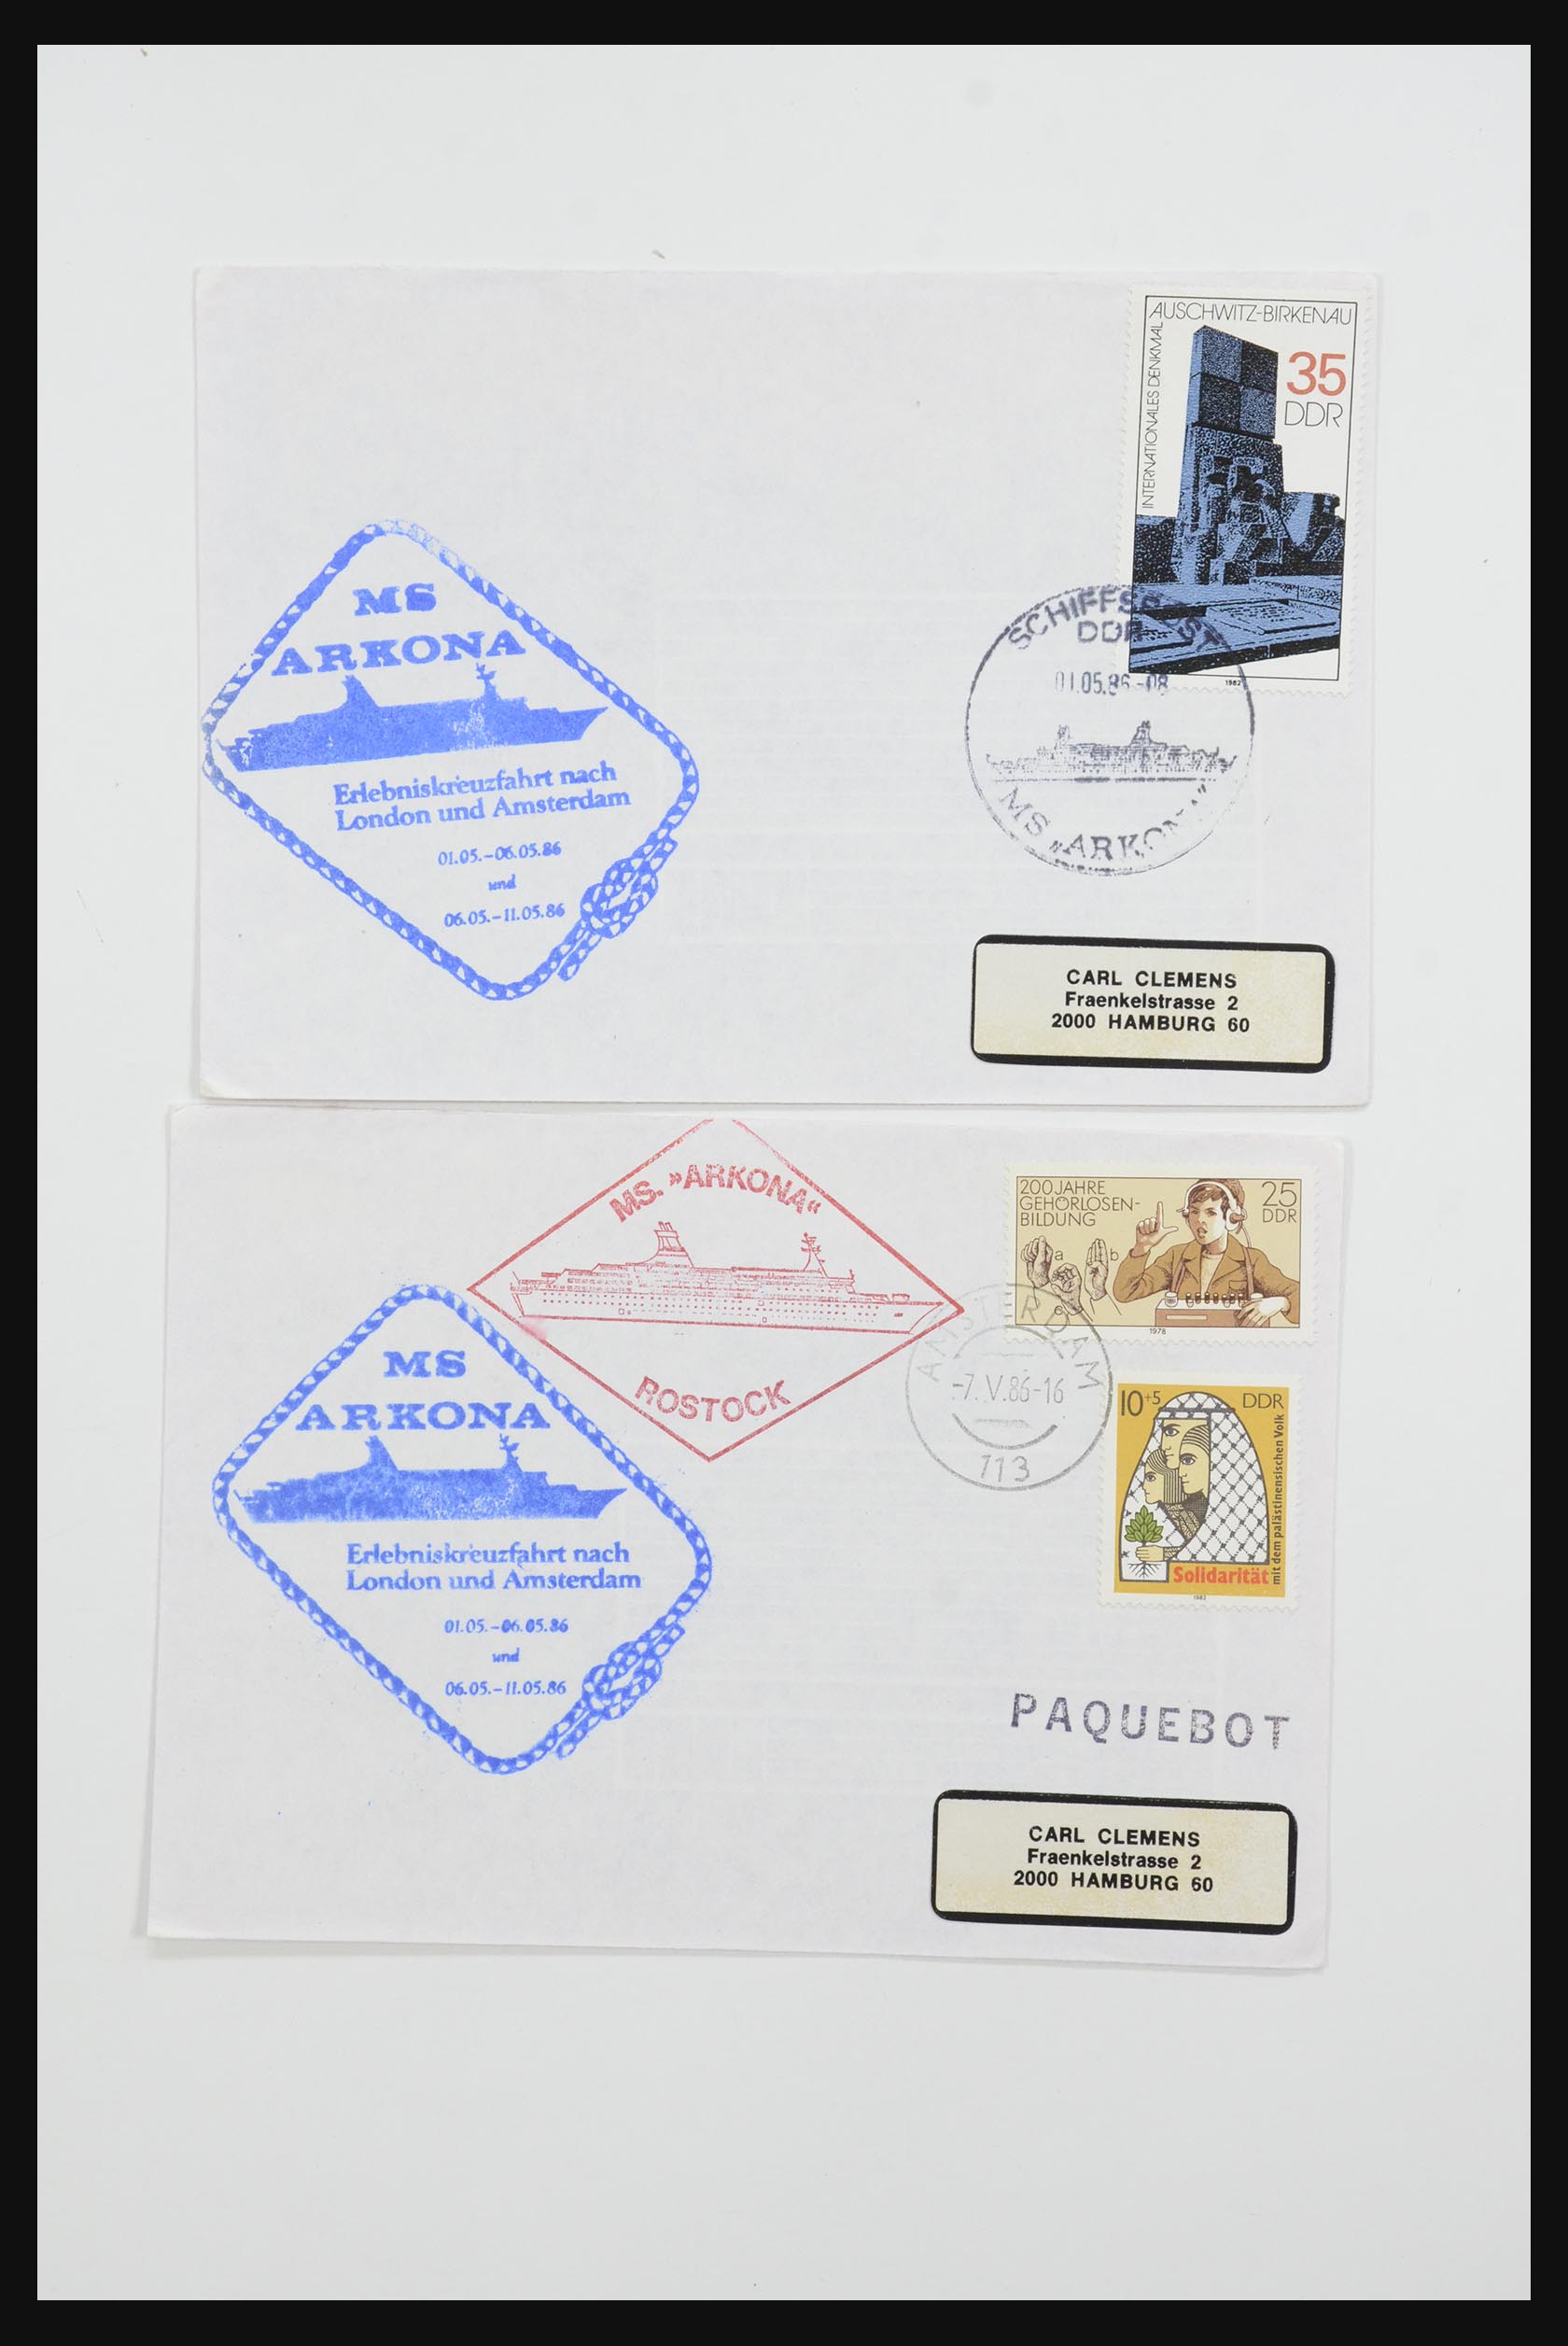 AUSCHWITZ-BIRKENAU
INTERNATIONALES DENKMAL
35
DDR
1982
MS
ARKONA
Erlebniskreuzfahrt nach
London und Amsterdam
01.05.-06.05.86
und
06.05.-11.05.86
SCHIFFSPOST
DDR
01.05.86-08
MS „ARKONA“
CARL CLEMENS
Fraenkelstrasse 2
2000 HAMBURG 60
MS. »ARKONA«
ROSTOCK
200 JAHRE
GEHÖRLOSEN-
BILDUNG
25
DDR
a
b
c
1978
AMSTERDAM
-7.V.86-16
113
10+5
DDR
mit dem palästinensischen Volk
Solidarität
1982
MS
ARKONA
Erlebniskreuzfahrt nach
London und Amsterdam
01.05.-06.05.86
und
06.05.-11.05.86
PAQUEBOT
CARL CLEMENS
Fraenkelstrasse 2
2000 HAMBURG 60